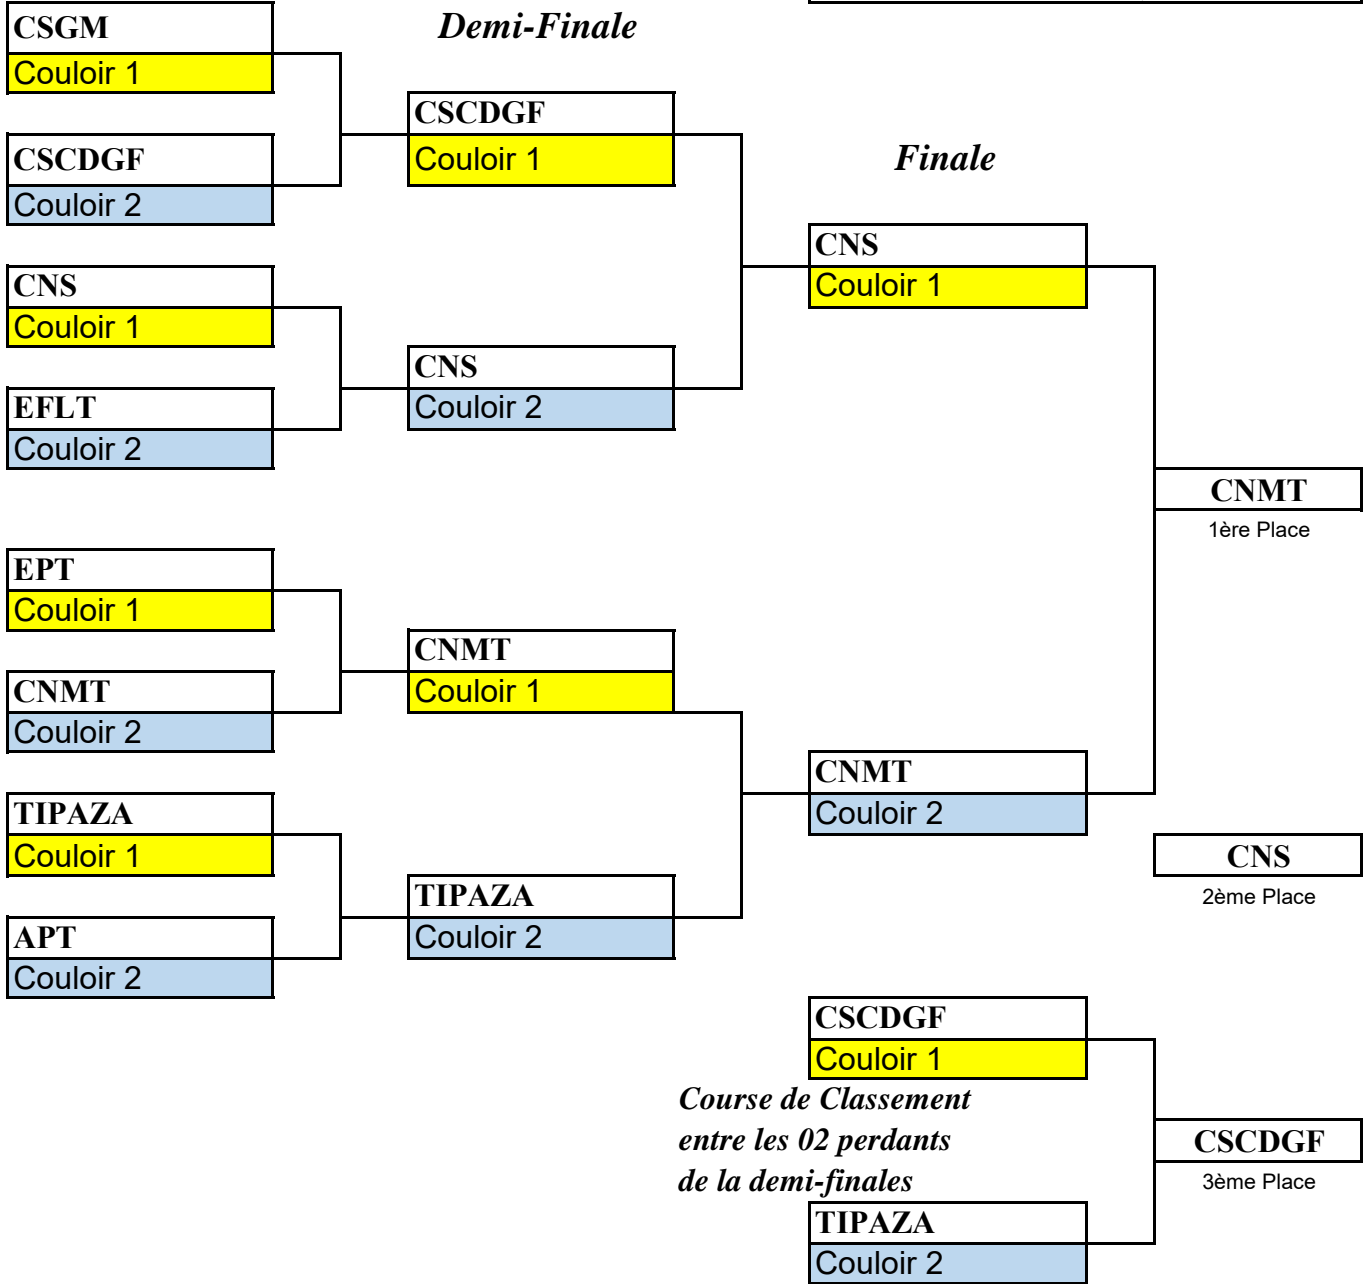 CSGM
Couloir 1
CSCDGF
Couloir 2
CNS
Couloir 1
EFLT
Couloir 2
EPT
Couloir 1
CNMT
Couloir 2
TIPAZA
Couloir 1
APT
Couloir 2
Demi-Finale
CSCDGF
Couloir 1
CNS
Couloir 2
CNMT
Couloir 1
TIPAZA
Couloir 2
Finale
CNS
Couloir 1
CNMT
Couloir 2
CNMT
1ère Place
CNS
2ème Place
CSCDGF
Couloir 1
Course de Classement
entre les 02 perdants
de la demi-finales
TIPAZA
Couloir 2
CSCDGF
3ème Place